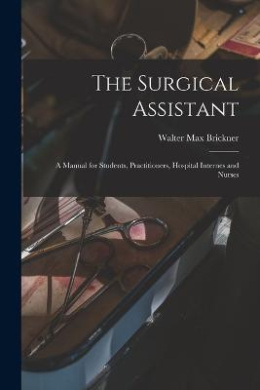 The Surgical
Assistant
Walter Max Brickner
A Manual for Students, Practitioners, Hospital Internes and
Nurses